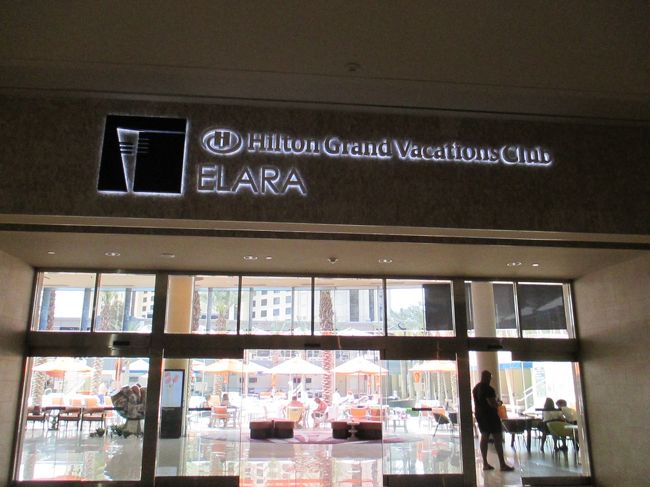 H Hilton Grand Vacations Club
ELARA